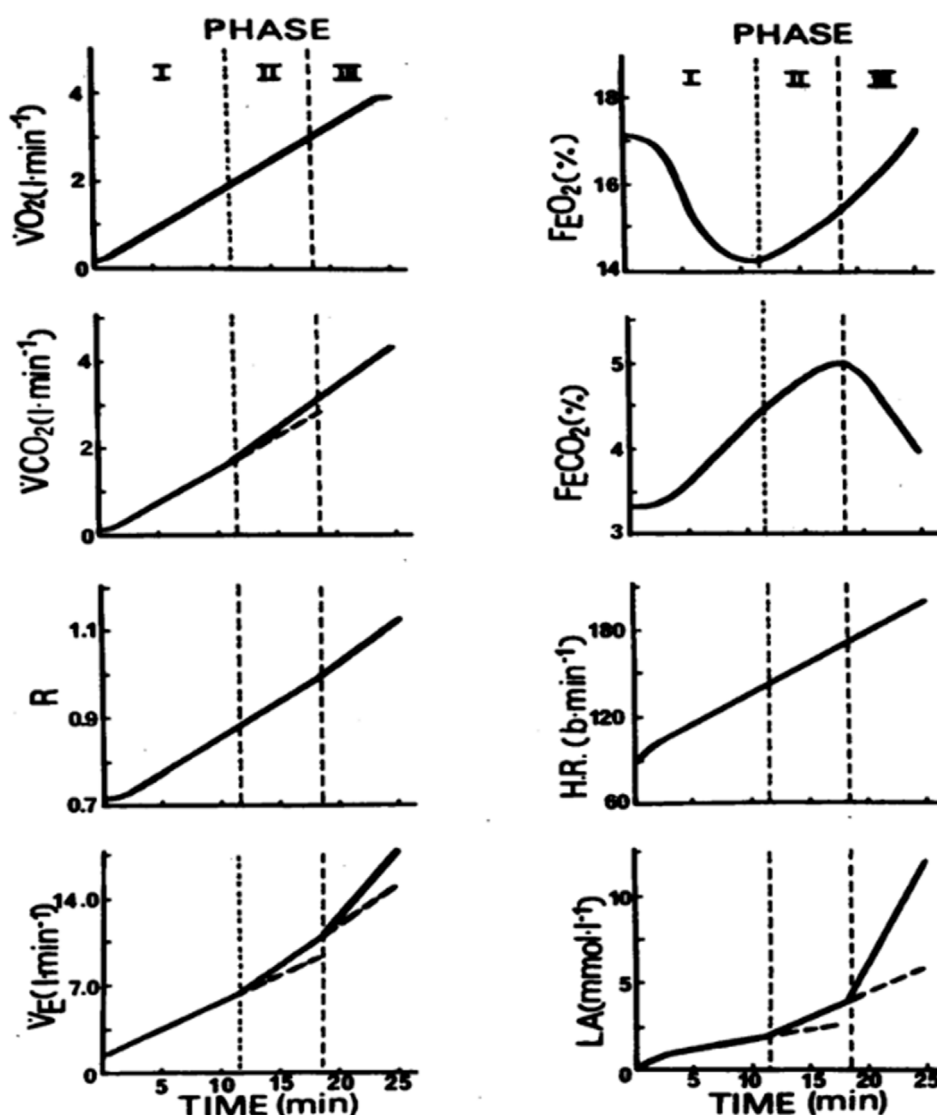 PHASE
I II III
V̇O₂(l·min⁻¹)
4
2
0
PHASE
I II III
FEO₂(%)
18
16
14
V̇CO₂(l·min⁻¹)
4
2
0
FECO₂(%)
5
4
3
R
1.1
0.9
0.7
H.R.(b·min⁻¹)
180
120
60
V̇E(l·min⁻¹)
14.0
7.0
0
5 10 15 20 25
TIME (min)
LA(mmol·l⁻¹)
10
5
0
5 10 15 20 25
TIME (min)